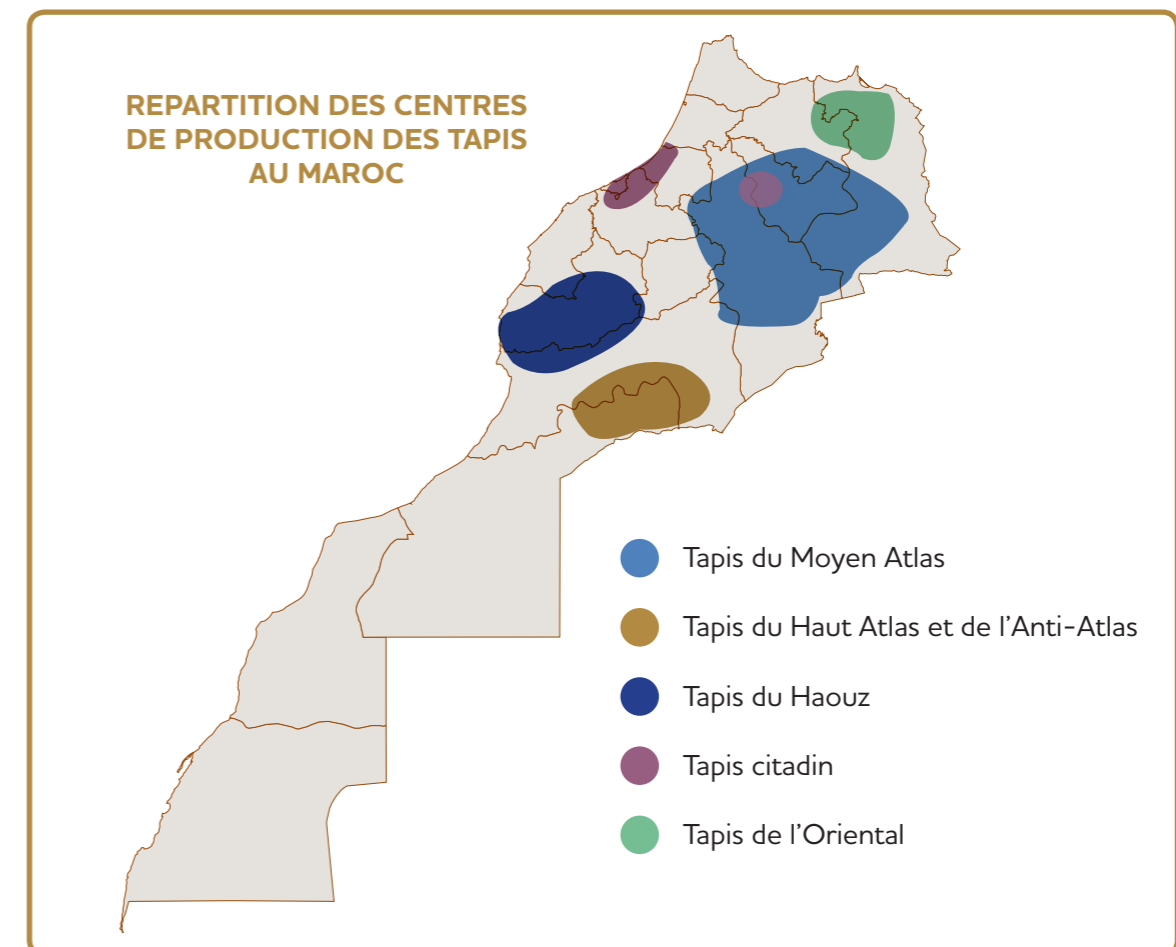 REPARTITION DES CENTRES
DE PRODUCTION DES TAPIS
AU MAROC
Tapis du Moyen Atlas
Tapis du Haut Atlas et de l'Anti-Atlas
Tapis du Haouz
Tapis citadin
Tapis de l'Oriental